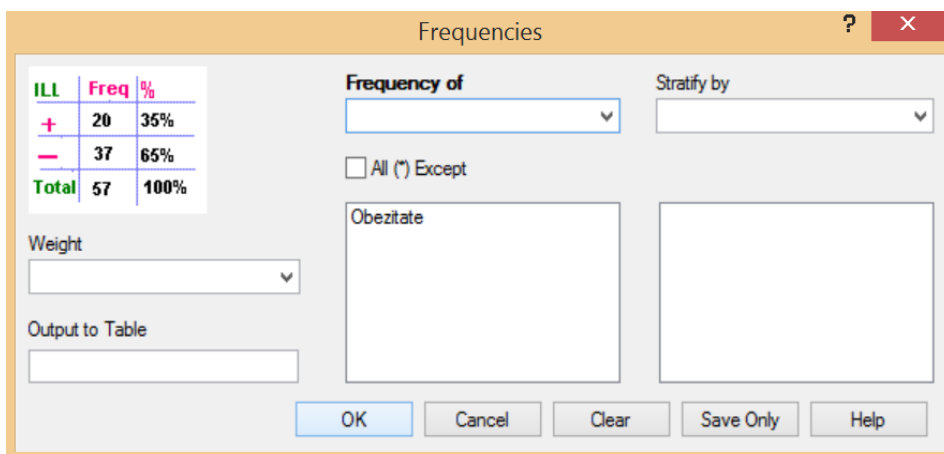 Frequencies
?
ILL Freq %
+ 20 35%
— 37 65%
Total 57 100%
Weight
Output to Table
Frequency of
All (*) Except
Obezitate
Stratify by
OK Cancel Clear Save Only Help